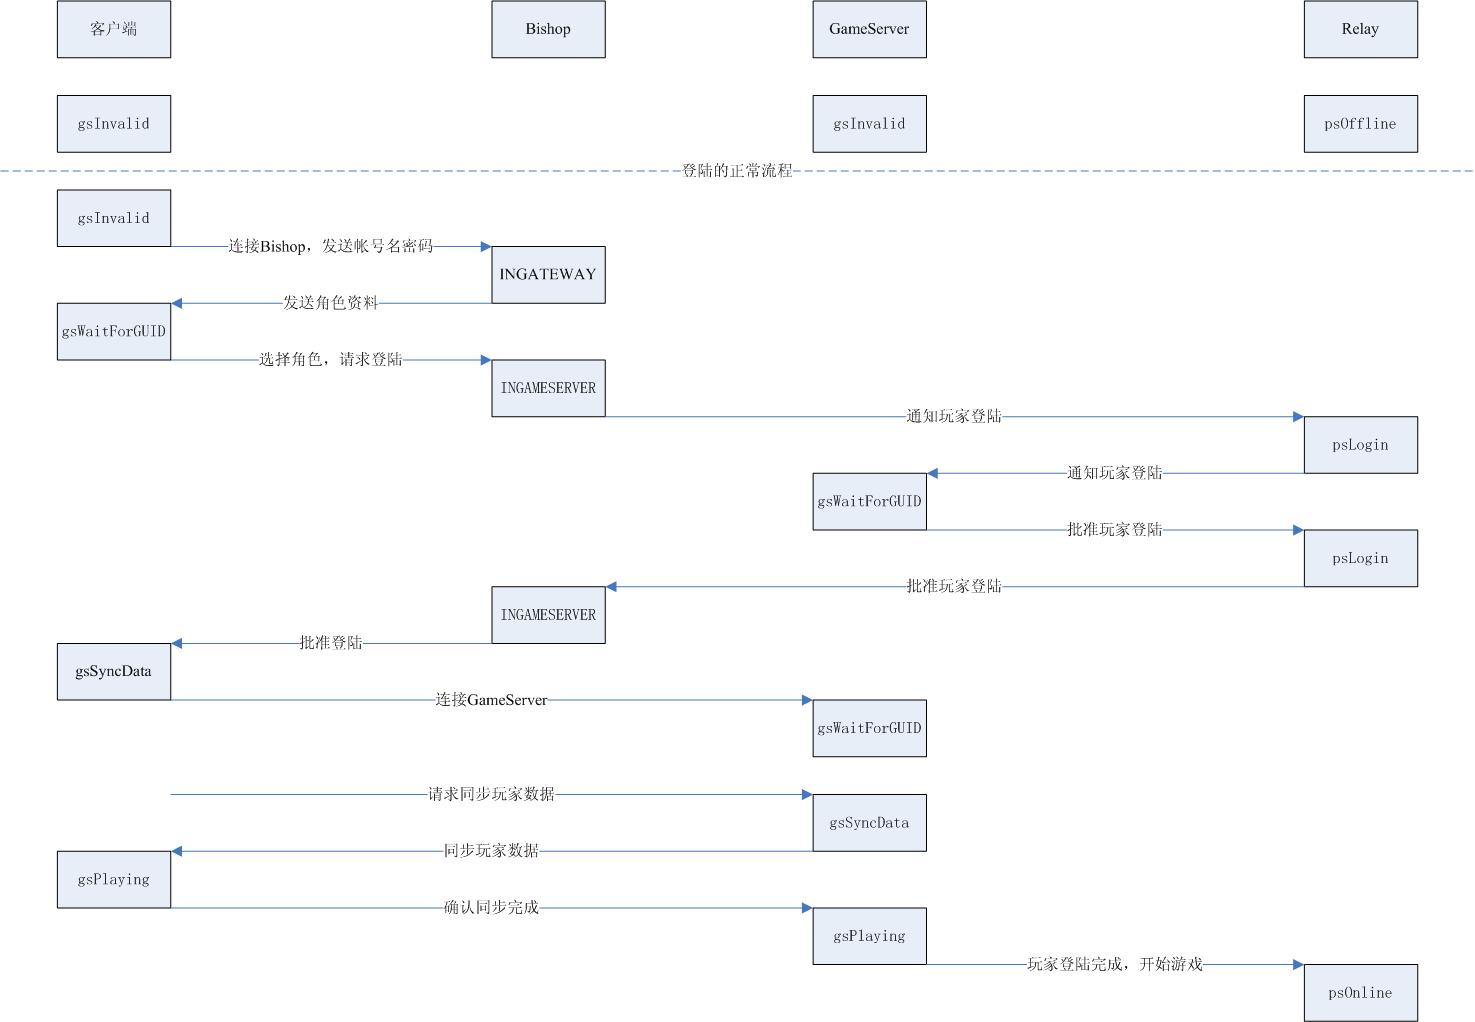 客户端
Bishop
GameServer
Relay
gsInvalid
gsInvalid
psOffline
登陆的正常流程
gsInvalid
连接Bishop，发送帐号名密码
INGATEWAY
发送角色资料
gsWaitForGUID
选择角色，请求登陆
INGAMESERVER
通知玩家登陆
psLogin
通知玩家登陆
gsWaitForGUID
批准玩家登陆
psLogin
批准玩家登陆
INGAMESERVER
批准登陆
gsSyncData
连接GameServer
gsWaitForGUID
请求同步玩家数据
gsSyncData
同步玩家数据
gsPlaying
确认同步完成
gsPlaying
玩家登陆完成，开始游戏
psOnline